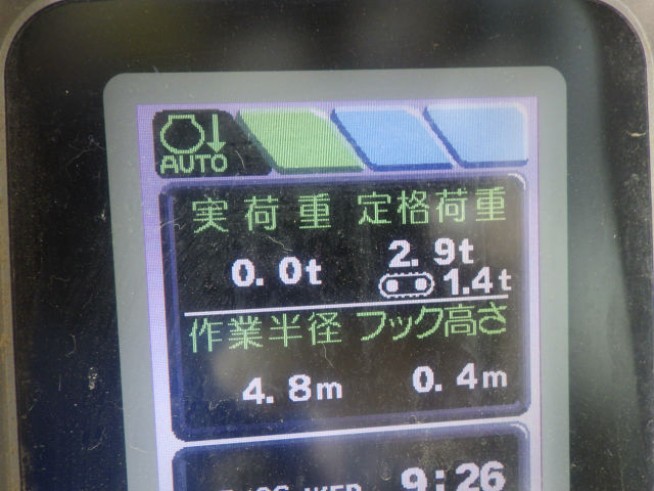 AUTO
実荷重 定格荷重
0.0t 2.9t
1.4t
作業半径 フック高さ
4.8m 0.4m
9:26